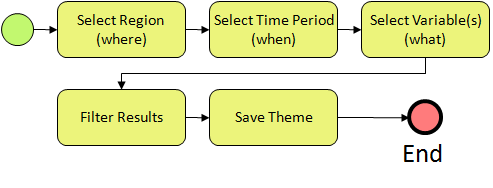 Select Region
(where)
Select Time Period
(when)
Select Variable(s)
(what)
Filter Results
Save Theme
End